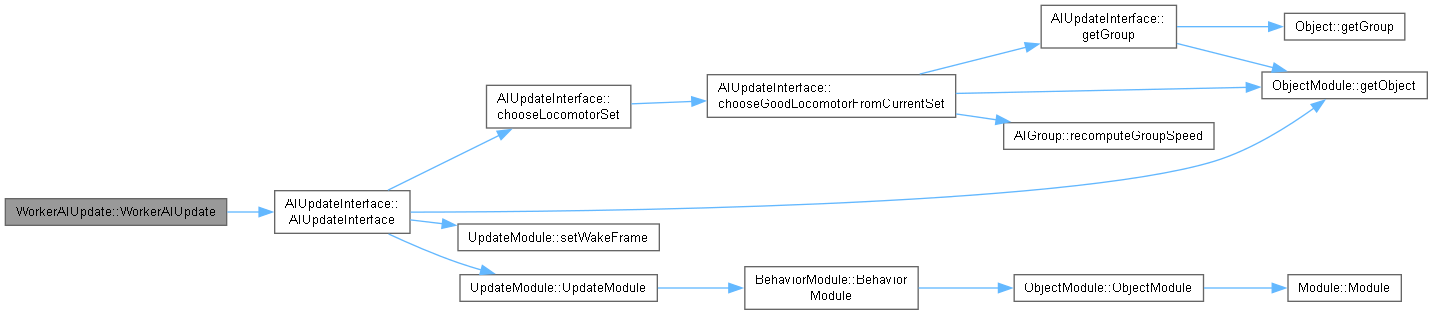 WorkerAIUpdate::WorkerAIUpdate
AIUpdateInterface::
AIUpdateInterface
AIUpdateInterface::
chooseLocomotorSet
AIUpdateInterface::
chooseGoodLocomotorFromCurrentSet
AIUpdateInterface::
getGroup
Object::getGroup
ObjectModule::getObject
AIGroup::recomputeGroupSpeed
UpdateModule::setWakeFrame
UpdateModule::UpdateModule
BehaviorModule::Behavior
Module
ObjectModule::ObjectModule
Module::Module